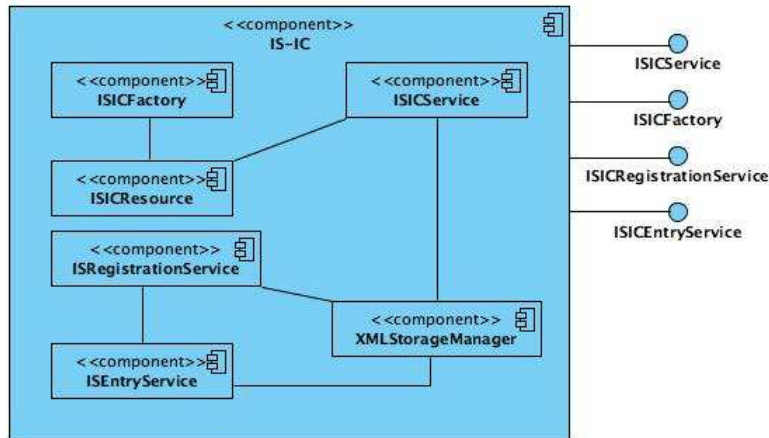 <<component>>
IS-IC
<<component>>
ISICFactory
<<component>>
ISICService
<<component>>
ISICResource
<<component>>
ISRegistrationService
<<component>>
XMLStorageManager
<<component>>
ISEntryService
ISICService
ISICFactory
ISICRegistrationService
ISICEntryService